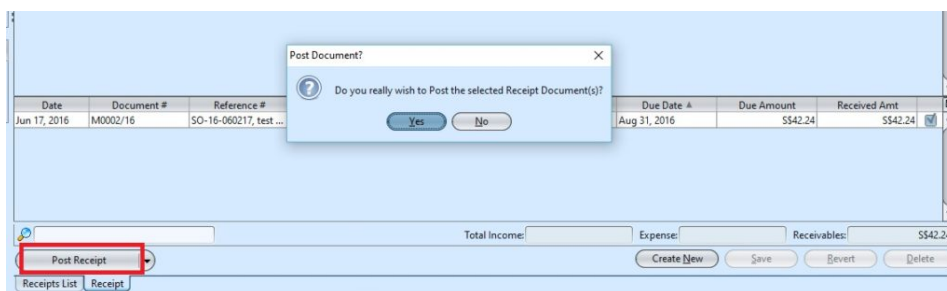 Post Document?
Do you really wish to Post the selected Receipt Document(s)?
Yes No
Date Document # Reference # Due Date Due Amount Received Amt
Jun 17, 2016 M0002/16 SO-16-060217, test ... Aug 31, 2016 S$42.24 S$42.24
Total Income: Expense: Receivables: S$42.24
Post Receipt Create New Save Revert Delete
Receipts List Receipt